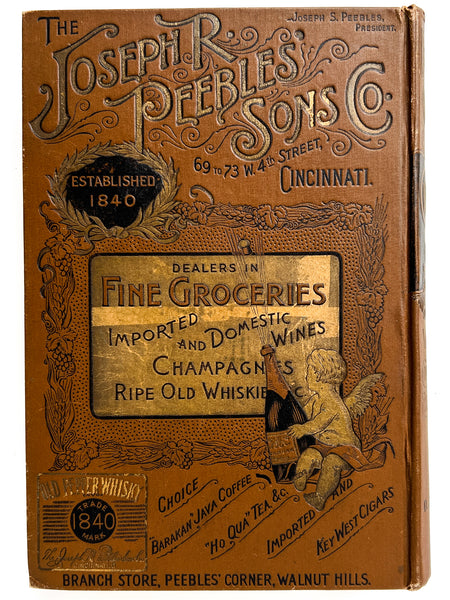 THE
JOSEPH R.
PEEBLES'
SONS CO.
JOSEPH S. PEEBLES,
PRESIDENT.
69 TO 73 W. 4th STREET,
CINCINNATI.
ESTABLISHED
1840
DEALERS IN
FINE GROCERIES
IMPORTED
AND DOMESTIC
WINES
CHAMPAGNES
RIPE OLD WHISKIE
CHOICE
"BARAKAN" JAVA COFFEE
"HO QUA" TEA, &C.
IMPORTED AND
KEY WEST CIGARS
WHISKY
TRADE
1840
MARK
CINCINNATI
BRANCH STORE, PEEBLES' CORNER, WALNUT HILLS.